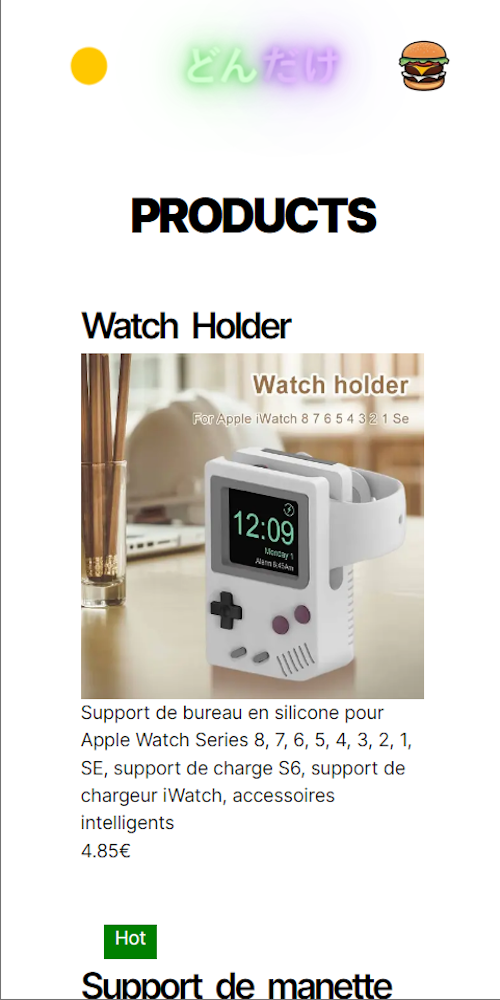 どんだけ
PRODUCTS
Watch Holder
Watch holder
For Apple iWatch 8 7 6 5 4 3 2 1 Se
12:09
Monday 1
Alarm 8:45Am
Support de bureau en silicone pour
Apple Watch Series 8, 7, 6, 5, 4, 3, 2, 1,
SE, support de charge S6, support de
chargeur iWatch, accessoires
intelligents
4.85€
Hot
Support de manette